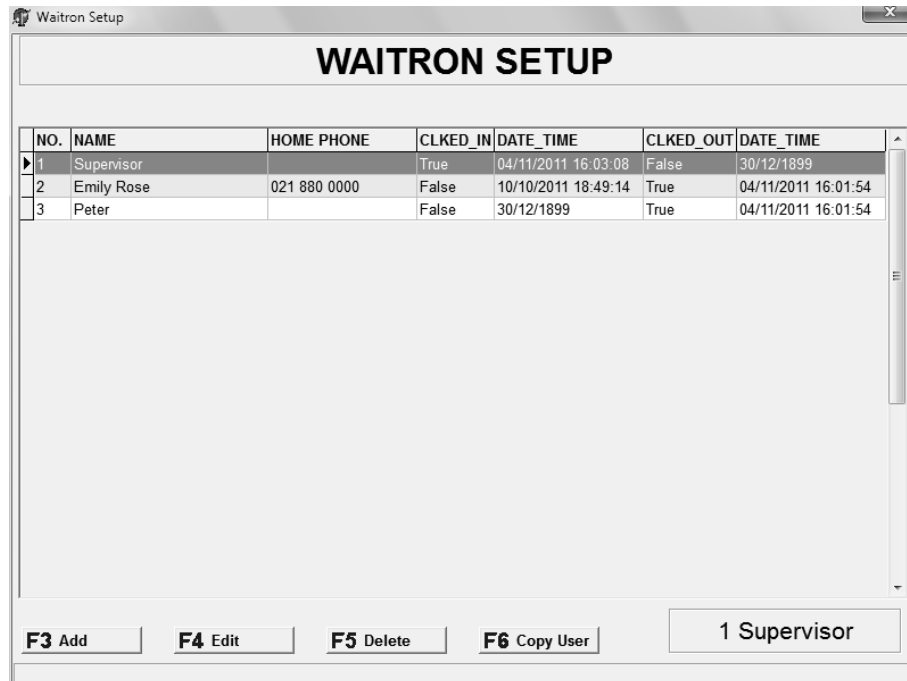 Waitron Setup
WAITRON SETUP
NO. NAME HOME PHONE CLKED_IN DATE_TIME CLKED_OUT DATE_TIME
1 Supervisor True 04/11/2011 16:03:08 False 30/12/1899
2 Emily Rose 021 880 0000 False 10/10/2011 18:49:14 True 04/11/2011 16:01:54
3 Peter False 30/12/1899 True 04/11/2011 16:01:54
F3 Add F4 Edit F5 Delete F6 Copy User 1 Supervisor